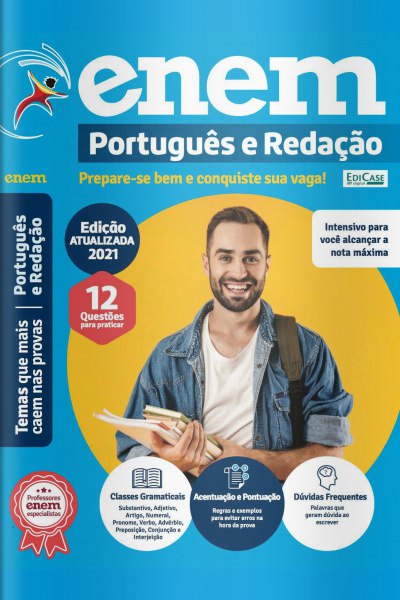 enem
Português e Redação
Prepare-se bem e conquiste sua vaga!
EDICASE
digital
enem
Português
e Redação
Temas que mais
caem nas provas
Edição
ATUALIZADA
2021
12
Questões
para praticar
Intensivo para
você alcançar a
nota máxima
Professores
enem
especialistas
Classes Gramaticais
Substantivo, Adjetivo,
Artigo, Numeral,
Pronome, Verbo, Advérbio,
Preposição, Conjunção e
Interjeição
Acentuação e Pontuação
Regras e exemplos
para evitar erros na
hora da prova
Dúvidas Frequentes
Palavras que
geram dúvida ao
escrever